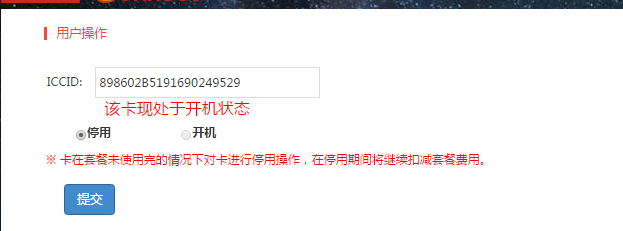 用户操作
ICCID: 898602B5191690249529
该卡现处于开机状态
停用 开机
※ 卡在套餐未使用完的情况下对卡进行停用操作，在停用期间将继续扣减套餐费用。
提交